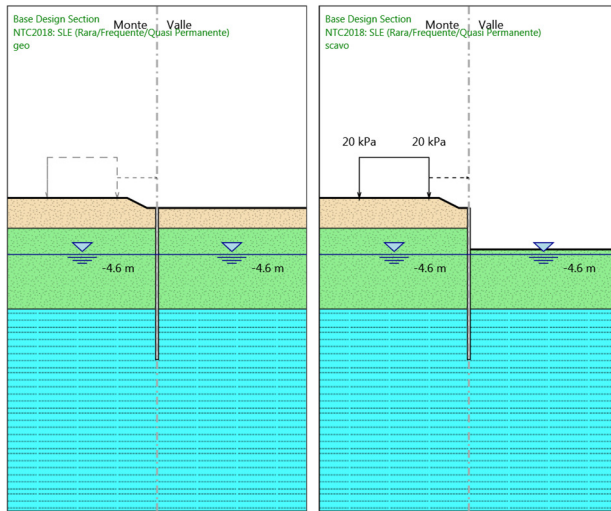 Base Design Section
Monte Valle
NTC2018: SLE (Rara/Frequente/Quasi Permanente)
geo
-4.6 m
-4.6 m
Base Design Section
Monte Valle
NTC2018: SLE (Rara/Frequente/Quasi Permanente)
scavo
20 kPa
20 kPa
-4.6 m
-4.6 m